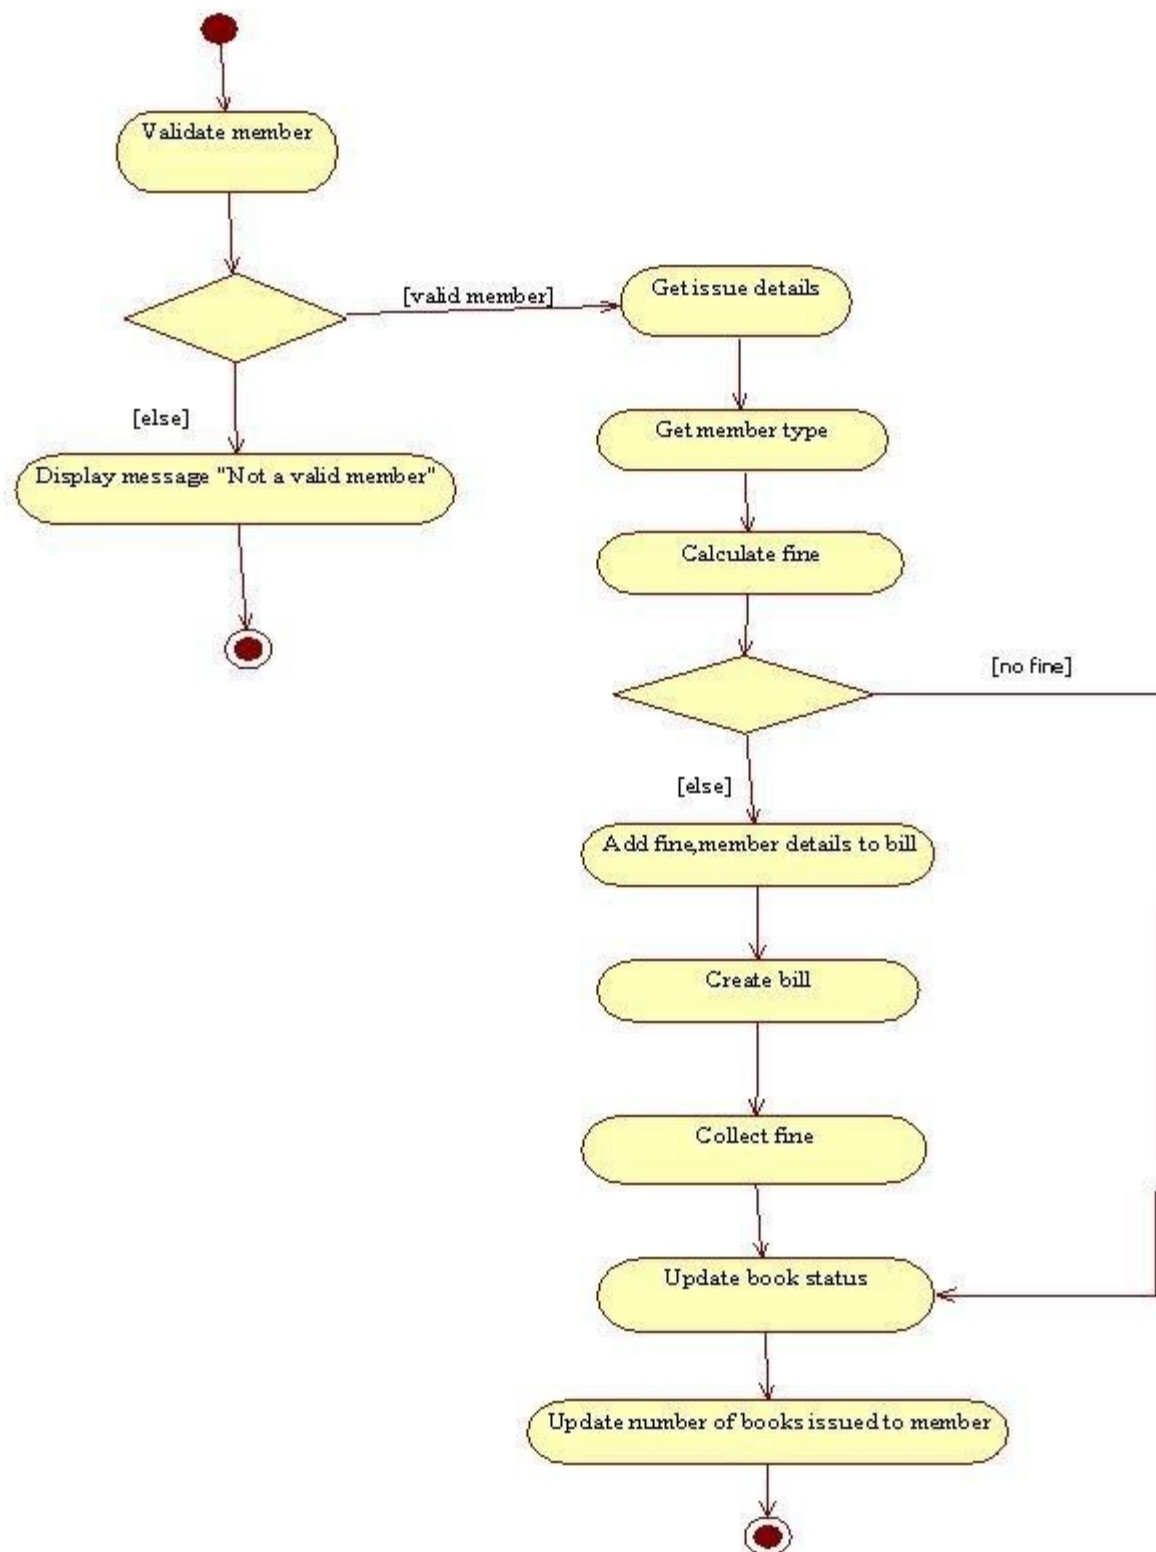 Validate member
[valid member]
Get issue details
[else]
Get member type
Display message "Not a valid member"
Calculate fine
[no fine]
[else]
Add fine,member details to bill
Create bill
Collect fine
Update book status
Update number of books issued to member